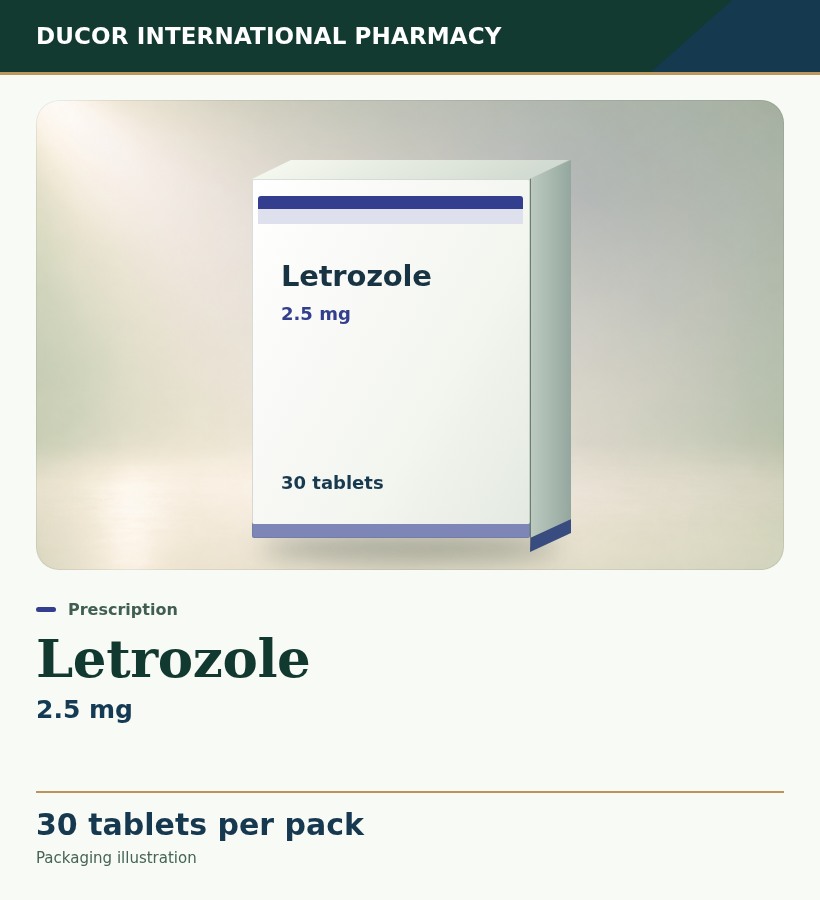 DUCOR INTERNATIONAL PHARMACY
Letrozole
2.5 mg
30 tablets
Prescription
Letrozole
2.5 mg
30 tablets per pack
Packaging illustration